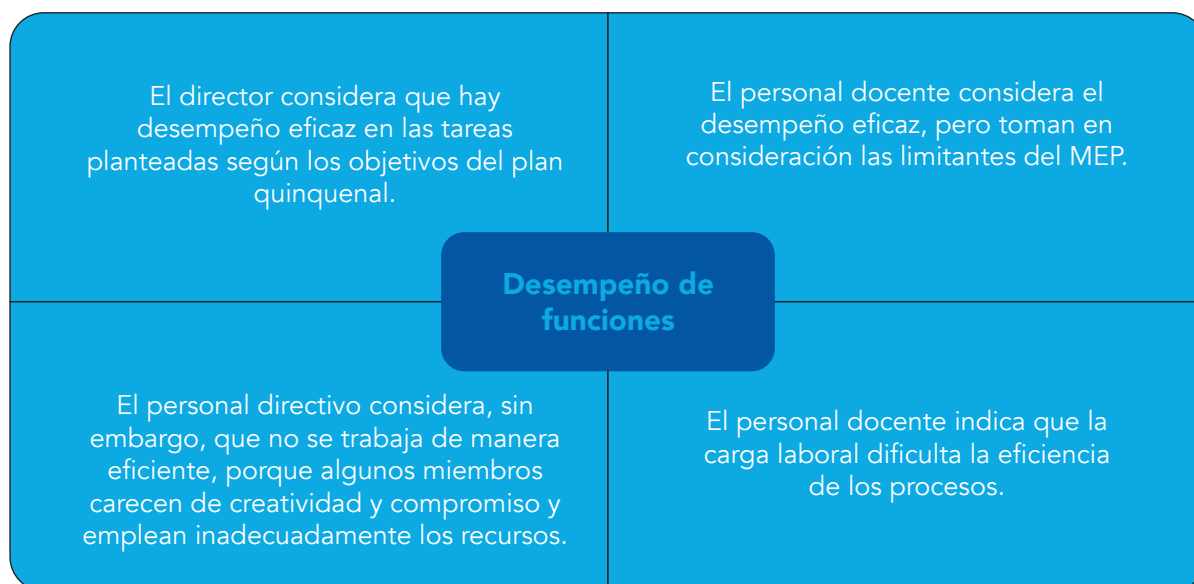 El director considera que hay
desempeño eficaz en las tareas
planteadas según los objetivos del plan
quinquenal.
El personal docente considera el
desempeño eficaz, pero toman en
consideración las limitantes del MEP.
Desempeño de
funciones
El personal directivo considera, sin
embargo, que no se trabaja de manera
eficiente, porque algunos miembros
carecen de creatividad y compromiso y
emplean inadecuadamente los recursos.
El personal docente indica que la
carga laboral dificulta la eficiencia
de los procesos.